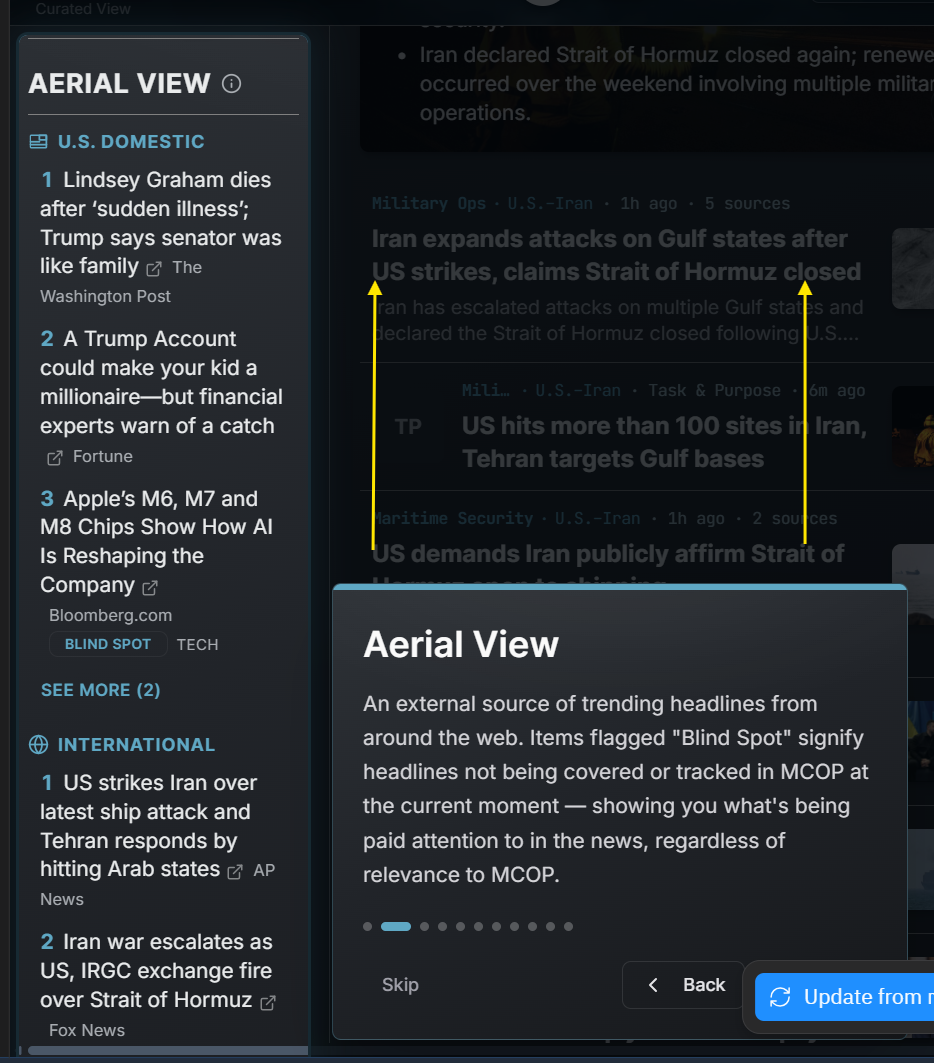 Curated View
AERIAL VIEW
U.S. DOMESTIC
1 Lindsey Graham dies
after ‘sudden illness’;
Trump says senator was
like family The
Washington Post
2 A Trump Account
could make your kid a
millionaire—but financial
experts warn of a catch
Fortune
3 Apple’s M6, M7 and
M8 Chips Show How AI
Is Reshaping the
Company
Bloomberg.com
BLIND SPOT TECH
SEE MORE (2)
INTERNATIONAL
1 US strikes Iran over
latest ship attack and
Tehran responds by
hitting Arab states AP
News
2 Iran war escalates as
US, IRGC exchange fire
over Strait of Hormuz
Fox News
security.
• Iran declared Strait of Hormuz closed again; renewe
occurred over the weekend involving multiple militar
operations.
Military Ops · U.S.-Iran · 1h ago · 5 sources
Iran expands attacks on Gulf states after
US strikes, claims Strait of Hormuz closed
Iran has escalated attacks on multiple Gulf states and
declared the Strait of Hormuz closed following U.S....
Mili… · U.S.-Iran · Task & Purpose · 6m ago
TP
US hits more than 100 sites in Iran,
Tehran targets Gulf bases
Maritime Security · U.S.-Iran · 1h ago · 2 sources
US demands Iran publicly affirm Strait of
Hormuz open to shipping
Aerial View
An external source of trending headlines from
around the web. Items flagged "Blind Spot" signify
headlines not being covered or tracked in MCOP at
the current moment — showing you what's being
paid attention to in the news, regardless of
relevance to MCOP.
Skip
Back
Update from